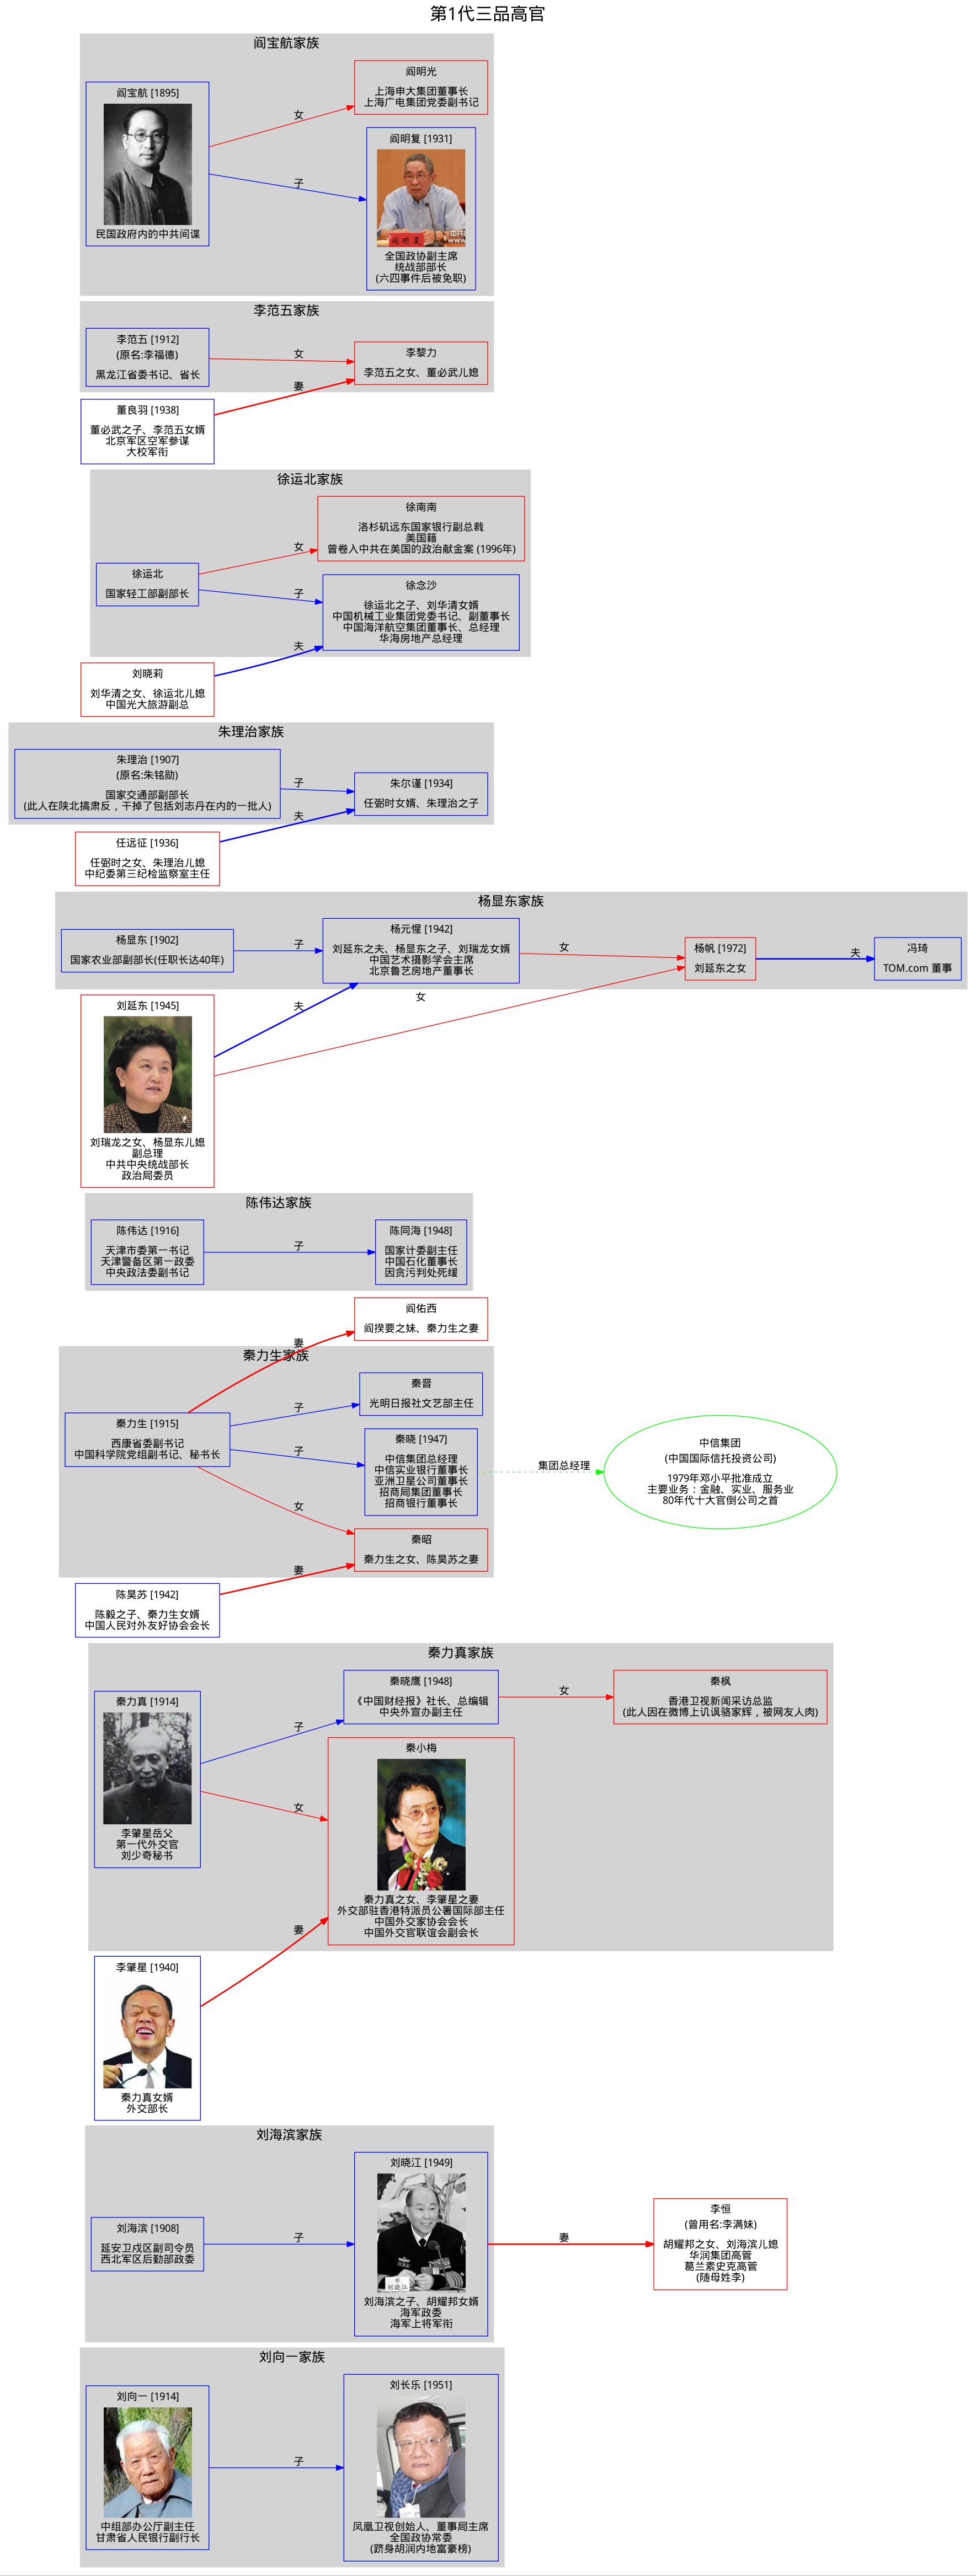 第1代三品高官
阎宝航家族
阎宝航 [1895]
民国政府内的中共间谍
女
阎明光
上海申大集团董事长
上海广电集团党委副书记
子
阎明复 [1931]
阎明复
www
全国政协副主席
统战部部长
(六四事件后被免职)
李范五家族
李范五 [1912]
(原名:李福德)
黑龙江省委书记、省长
女
李黎力
李范五之女、董必武儿媳
妻
董良羽 [1938]
董必武之子、李范五女婿
北京军区空军参谋
大校军衔
徐运北家族
徐运北
国家轻工部副部长
女
徐南南
洛杉矶远东国家银行副总裁
美国籍
曾卷入中共在美国的政治献金案 (1996年)
子
徐念沙
徐运北之子、刘华清女婿
中国机械工业集团党委书记、副董事长
中国海洋航空集团董事长、总经理
华海房地产总经理
夫
刘晓莉
刘华清之女、徐运北儿媳
中国光大旅游副总
朱理治家族
朱理治 [1907]
(原名:朱铭勋)
国家交通部副部长
(此人在陕北搞肃反，干掉了包括刘志丹在内的一批人)
子
朱尔谨 [1934]
任弼时女婿、朱理治之子
夫
任远征 [1936]
任弼时之女、朱理治儿媳
中纪委第三纪检监察室主任
杨显东家族
杨显东 [1902]
国家农业部副部长(任职长达40年)
子
杨元惺 [1942]
刘延东之夫、杨显东之子、刘瑞龙女婿
中国艺术摄影学会主席
北京鲁艺房地产董事长
女
杨帆 [1972]
刘延东之女
夫
冯琦
TOM.com 董事
夫
女
刘延东 [1945]
刘瑞龙之女、杨显东儿媳
副总理
中共中央统战部长
政治局委员
陈伟达家族
陈伟达 [1916]
天津市委第一书记
天津警备区第一政委
中央政法委副书记
子
陈同海 [1948]
国家计委副主任
中国石化董事长
因贪污判处死缓
阎佑西
阎揆要之妹、秦力生之妻
妻
秦力生家族
秦力生 [1915]
西康省委副书记
中国科学院党组副书记、秘书长
子
秦晋
光明日报社文艺部主任
子
秦晓 [1947]
中信集团总经理
中信实业银行董事长
亚洲卫星公司董事长
招商局集团董事长
招商银行董事长
集团总经理
中信集团
(中国国际信托投资公司)
1979年邓小平批准成立
主要业务：金融、实业、服务业
80年代十大官倒公司之首
女
秦昭
秦力生之女、陈昊苏之妻
妻
陈昊苏 [1942]
陈毅之子、秦力生女婿
中国人民对外友好协会会长
秦力真家族
秦力真 [1914]
李肇星岳父
第一代外交官
刘少奇秘书
子
秦晓鹰 [1948]
《中国财经报》社长、总编辑
中央外宣办副主任
女
秦枫
香港卫视新闻采访总监
(此人因在微博上讥讽骆家辉，被网友人肉)
女
秦小梅
秦力真之女、李肇星之妻
外交部驻香港特派员公署国际部主任
中国外交家协会会长
中国外交官联谊会副会长
妻
李肇星 [1940]
秦力真女婿
外交部长
刘海滨家族
刘海滨 [1908]
延安卫戍区副司令员
西北军区后勤部政委
子
刘晓江 [1949]
刘晓江
刘海滨之子、胡耀邦女婿
海军政委
海军上将军衔
妻
李恒
(曾用名:李满妹)
胡耀邦之女、刘海滨儿媳
华润集团高管
葛兰素史克高管
(随母姓李)
刘向一家族
刘向一 [1914]
中组部办公厅副主任
甘肃省人民银行副行长
子
刘长乐 [1951]
凤凰卫视创始人、董事局主席
全国政协常委
(跻身胡润内地富豪榜)